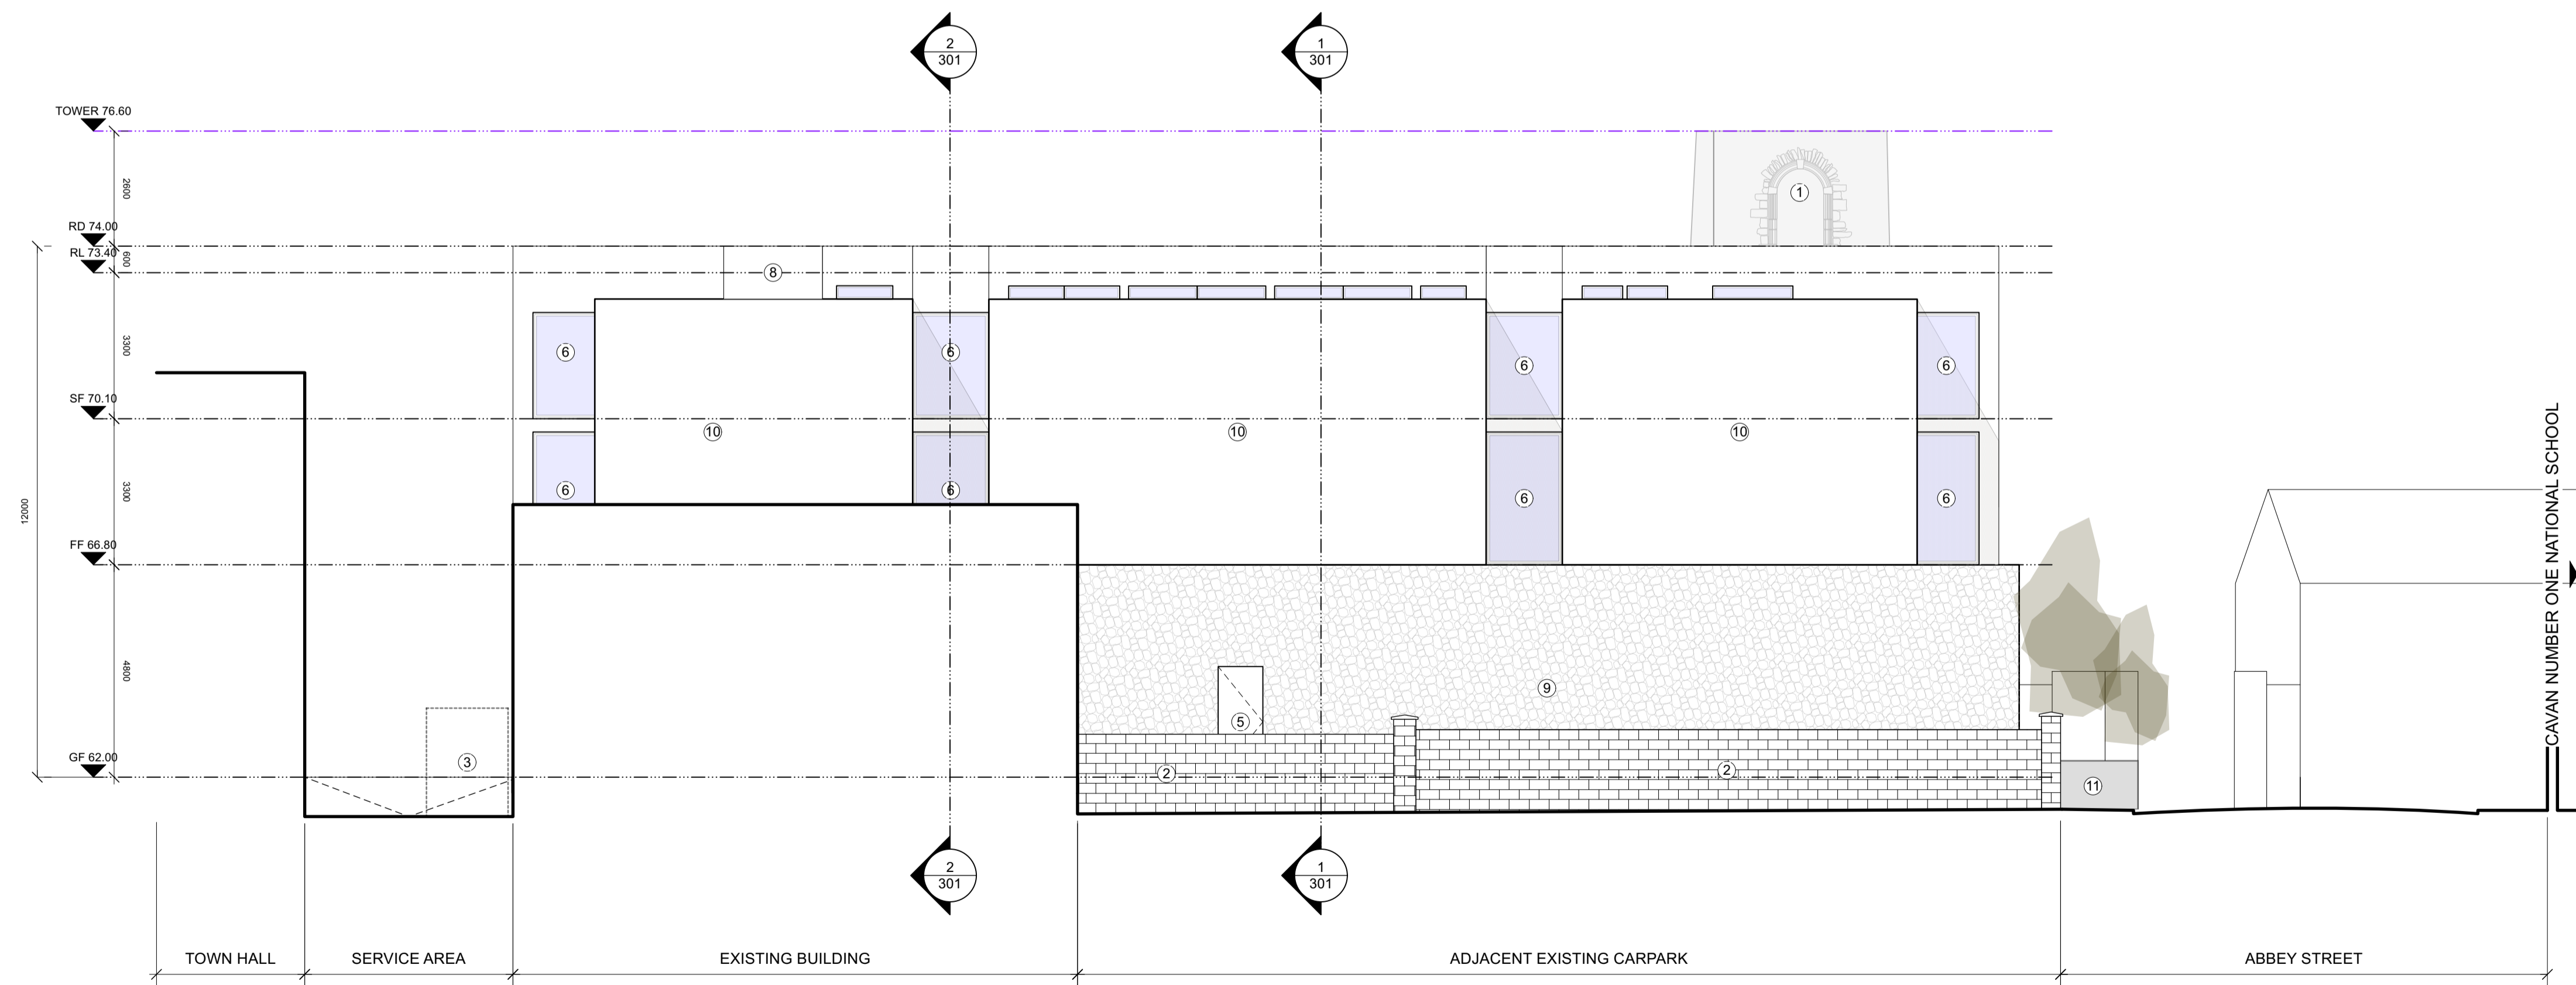 2
301
1
301
TOWER 76.60
2600
1
RD 74.00
RL 73.40
600
8
3300
6
6
6
6
SF 70.10
10
10
10
3300
6
6
6
6
12000
FF 66.80
4800
9
5
GF 62.00
3
2
2
11
CAVAN NUMBER ONE NATIONAL SCHOOL
2
301
1
301
TOWN HALL
SERVICE AREA
EXISTING BUILDING
ADJACENT EXISTING CARPARK
ABBEY STREET